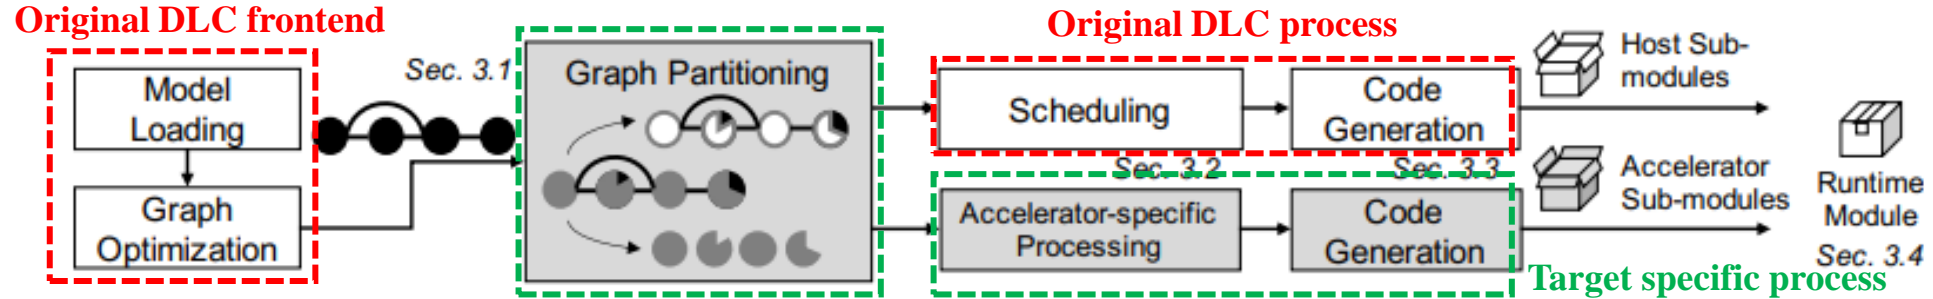 Original DLC frontend
Model
Loading
Graph
Optimization
Sec. 3.1
Graph Partitioning
Original DLC process
Scheduling
Code
Generation
Sec. 3.2
Sec. 3.3
Accelerator-specific
Processing
Code
Generation
Host Sub-
modules
Accelerator
Sub-modules
Runtime
Module
Sec. 3.4
Target specific process